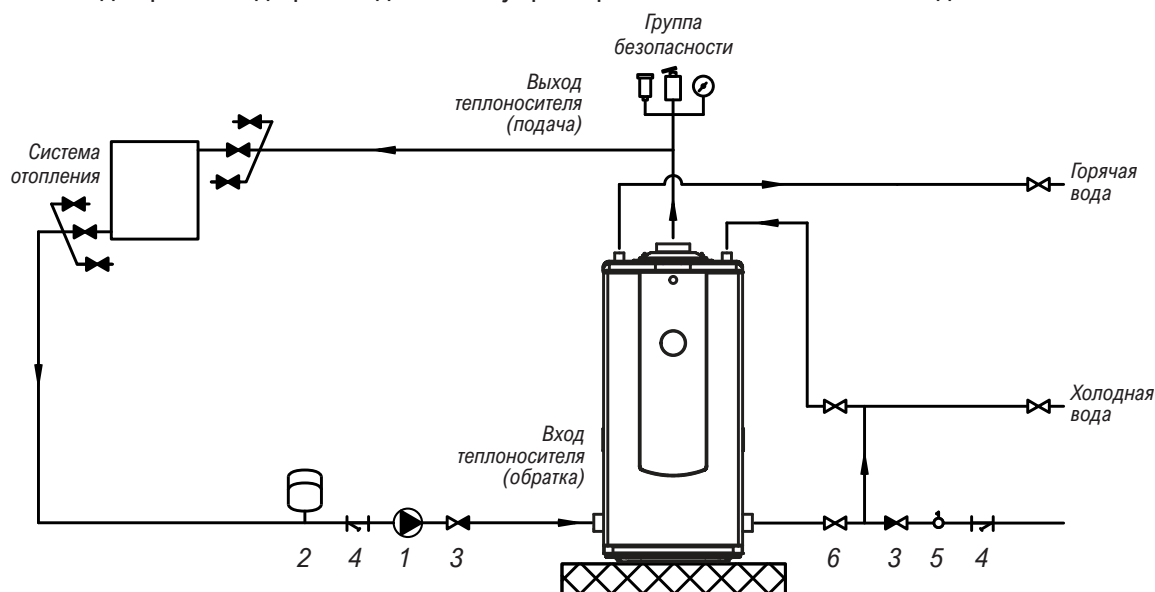 Группа
безопасности
Выход
теплоносителя
(подача)
Система
отопления
Горячая
вода
Холодная
вода
Вход
теплоносителя
(обратка)
2 4 1 3 6 3 5 4